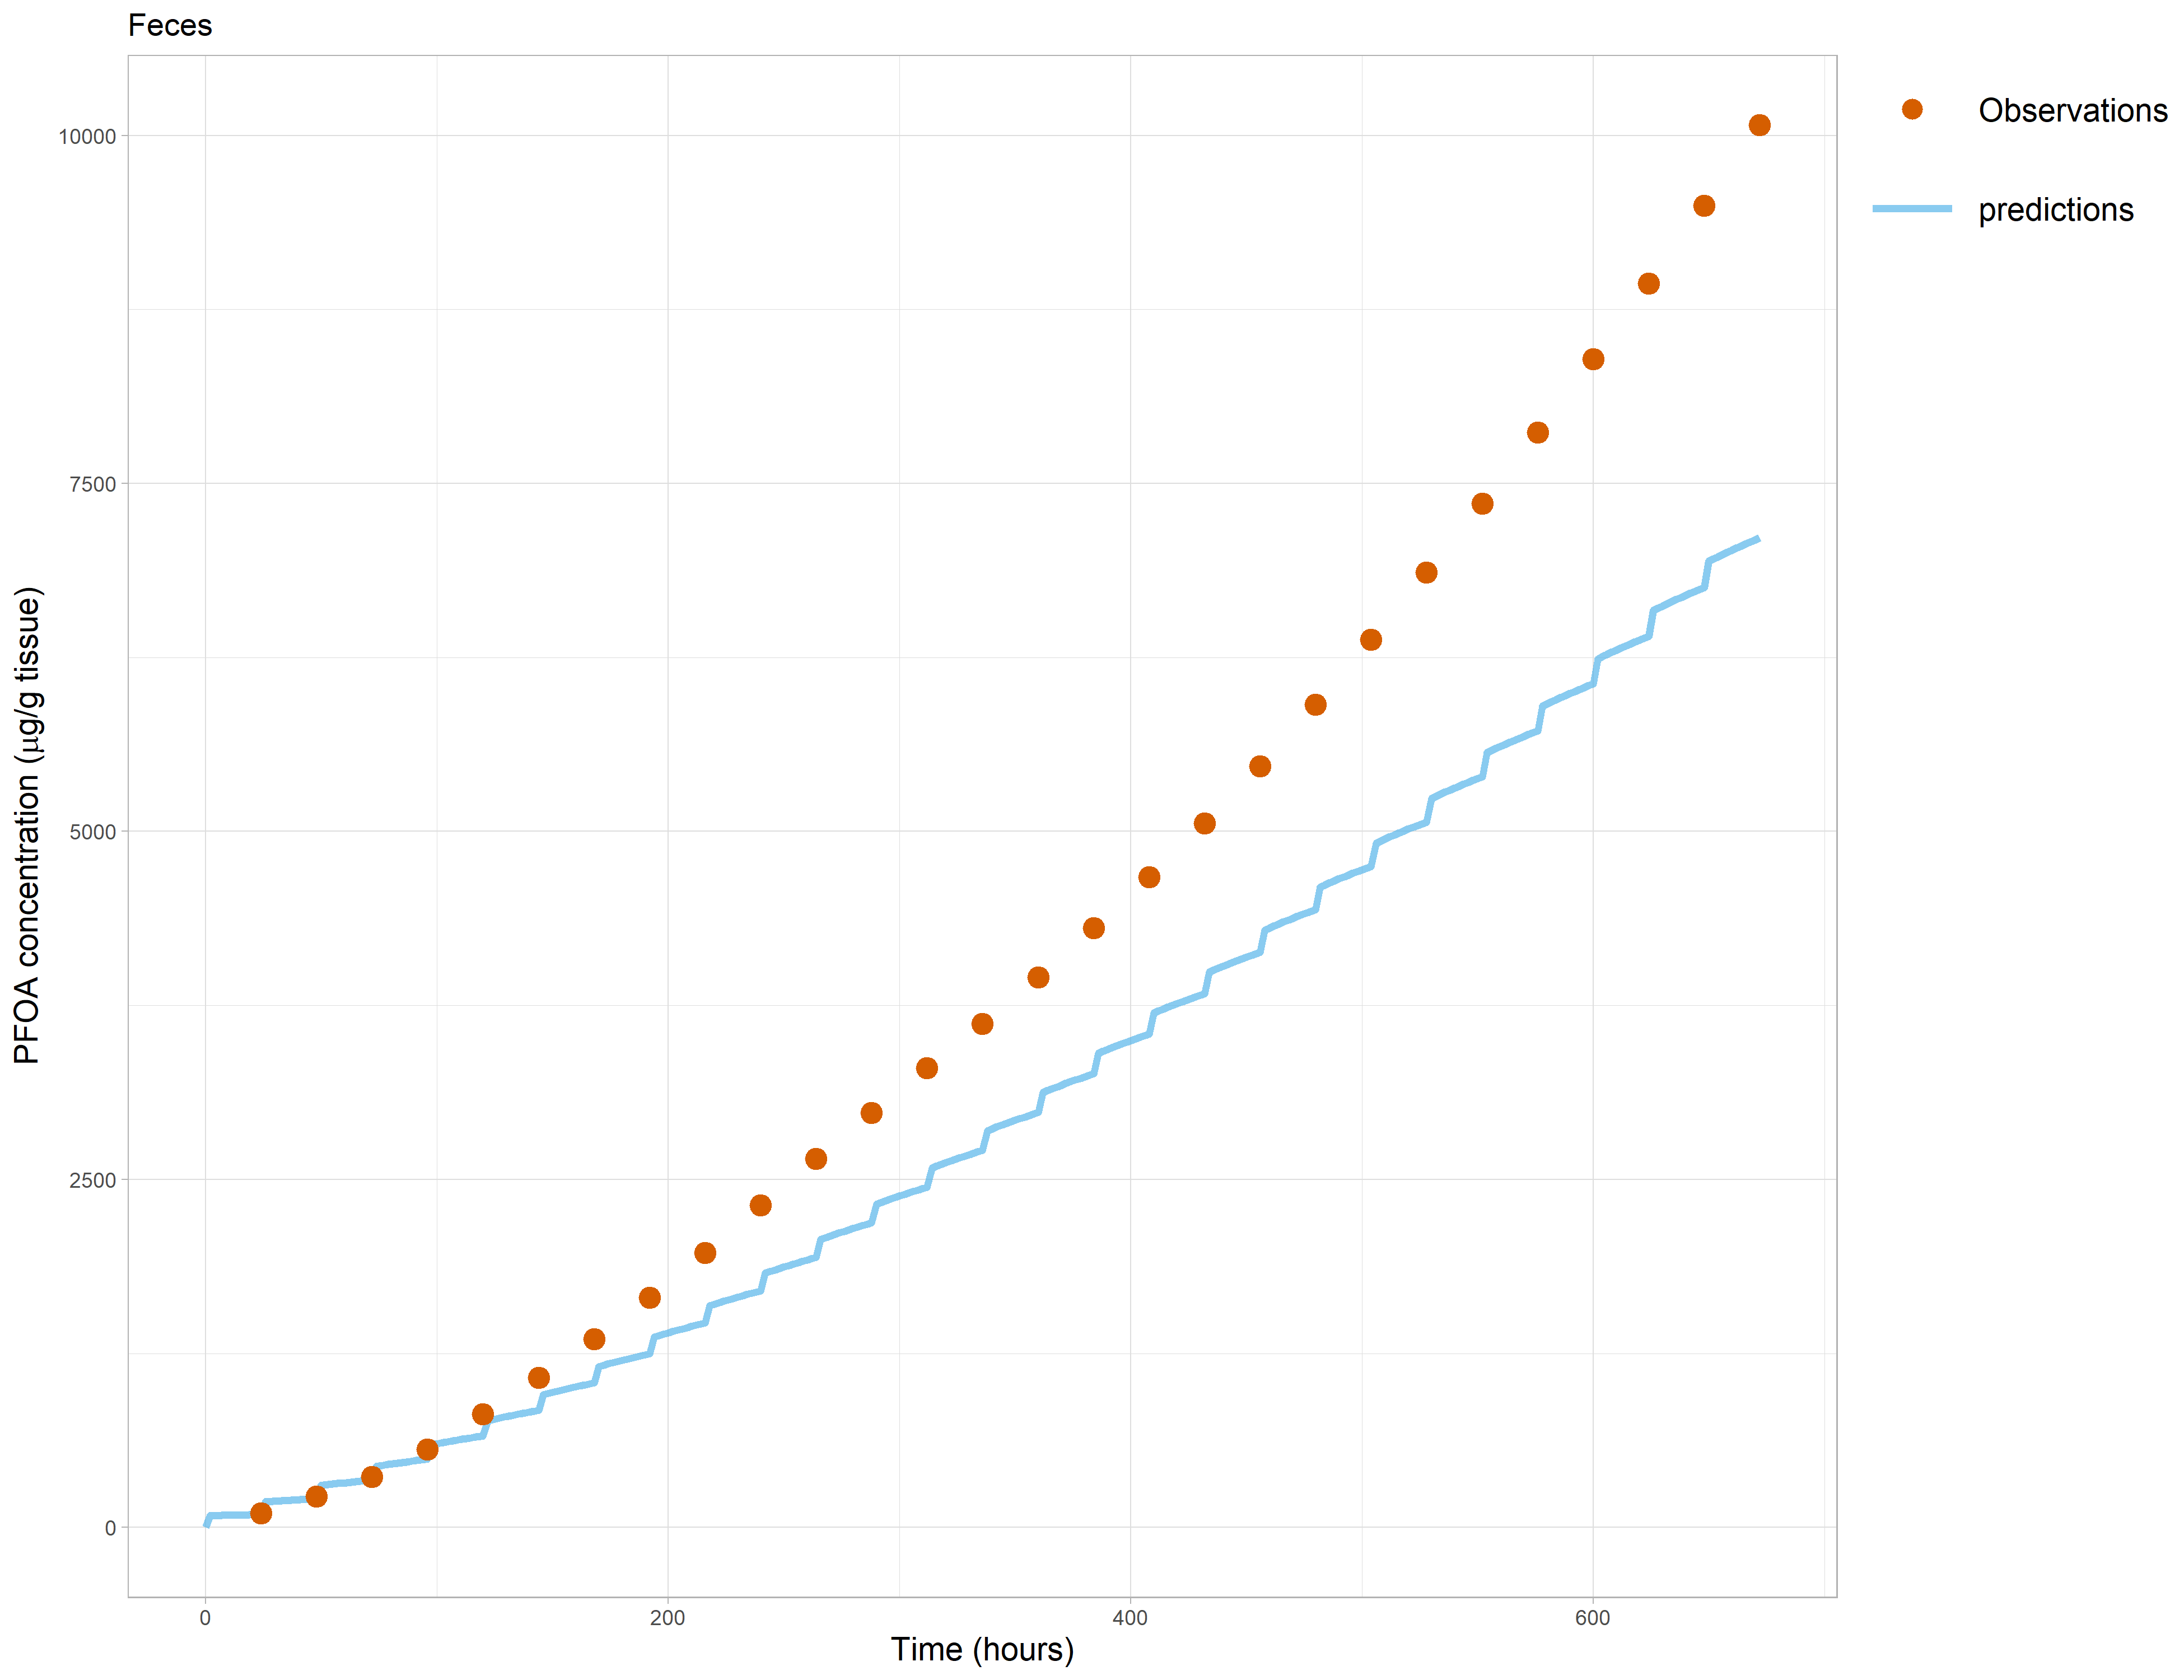 Feces
Observations
predictions
PFOA concentration (μg/g tissue)
10000
7500
5000
2500
0
0 200 400 600
Time (hours)